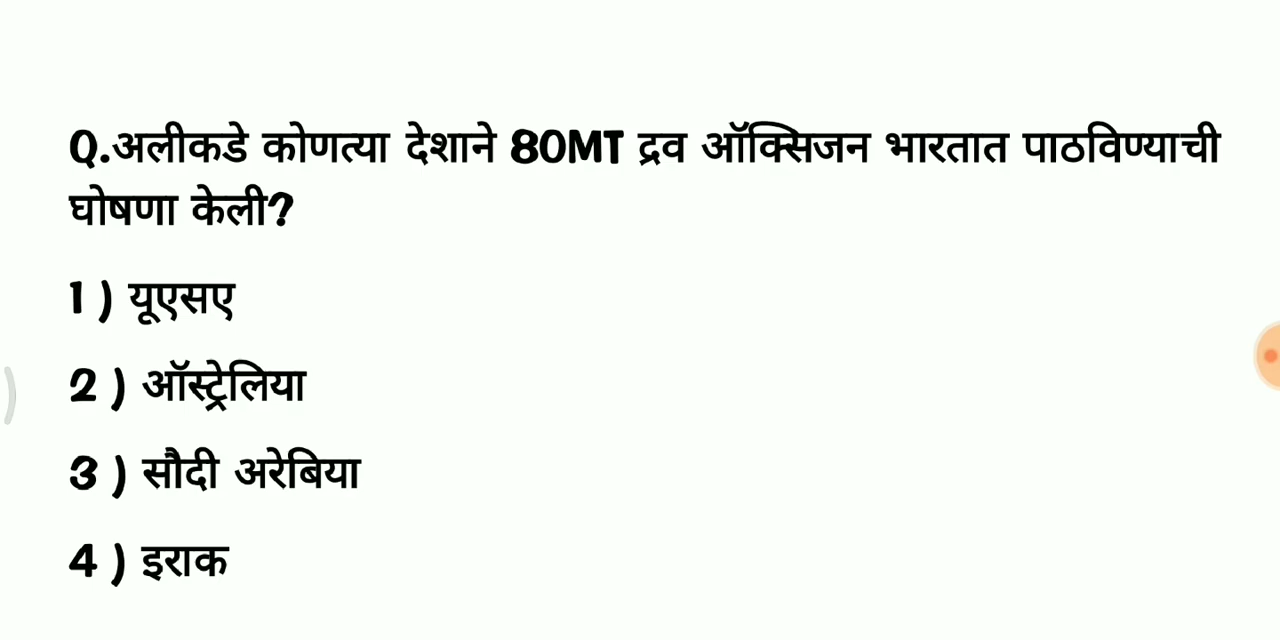 Q.अलीकडे कोणत्या देशाने 80MT द्रव ऑक्सिजन भारतात पाठविण्याची
घोषणा केली?
1 ) यूएसए
2 ) ऑस्ट्रेलिया
3 ) सौदी अरेबिया
4 ) इराक